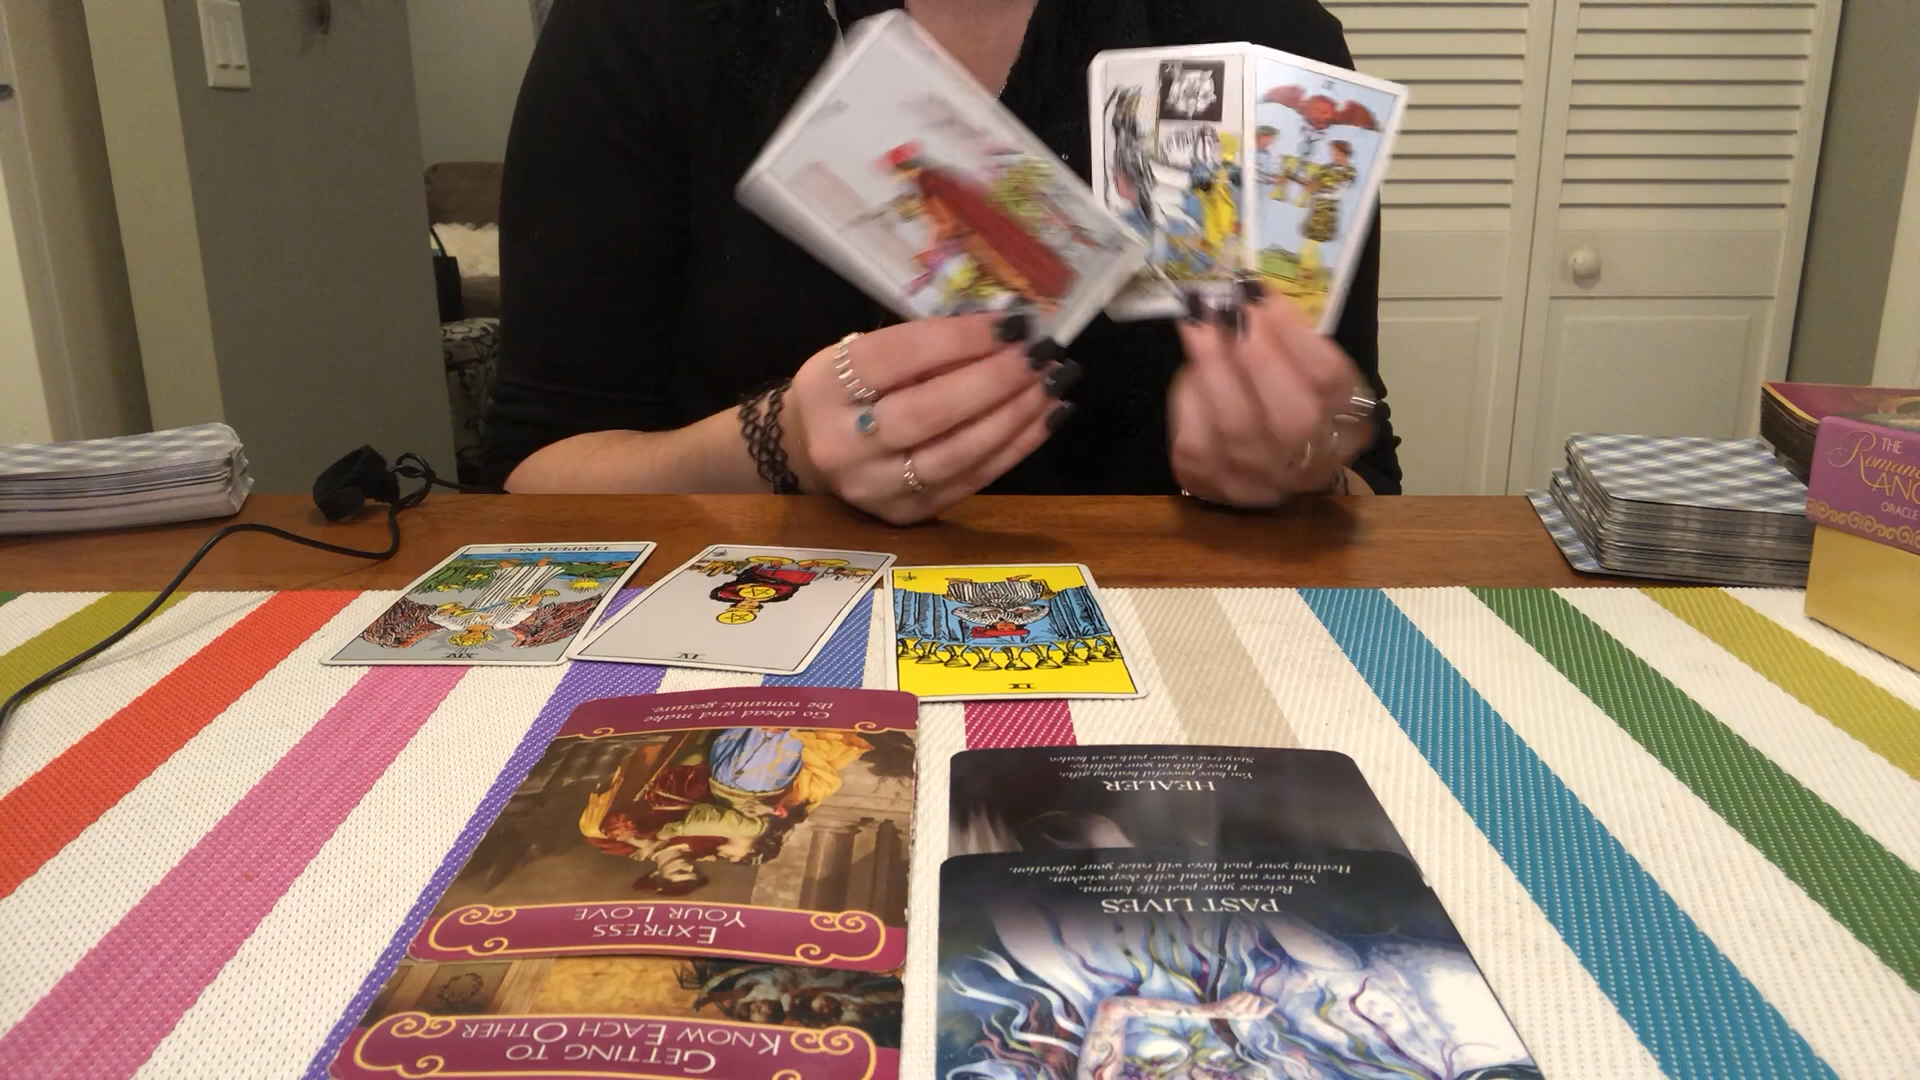 THE
ORACLE
TEMPERANCE
XIV
IV
IX
Go ahead and make
the romantic gesture.
EXPRESS
YOUR LOVE
GETTING TO
KNOW EACH OTHER
HEALER
You have powerful healing gifts.
Have faith in your abilities.
Stay true to your path as a healer.
PAST LIVES
Release your past-life karma.
You are an old soul with deep wisdom.
Healing your past lives will raise your vibration.